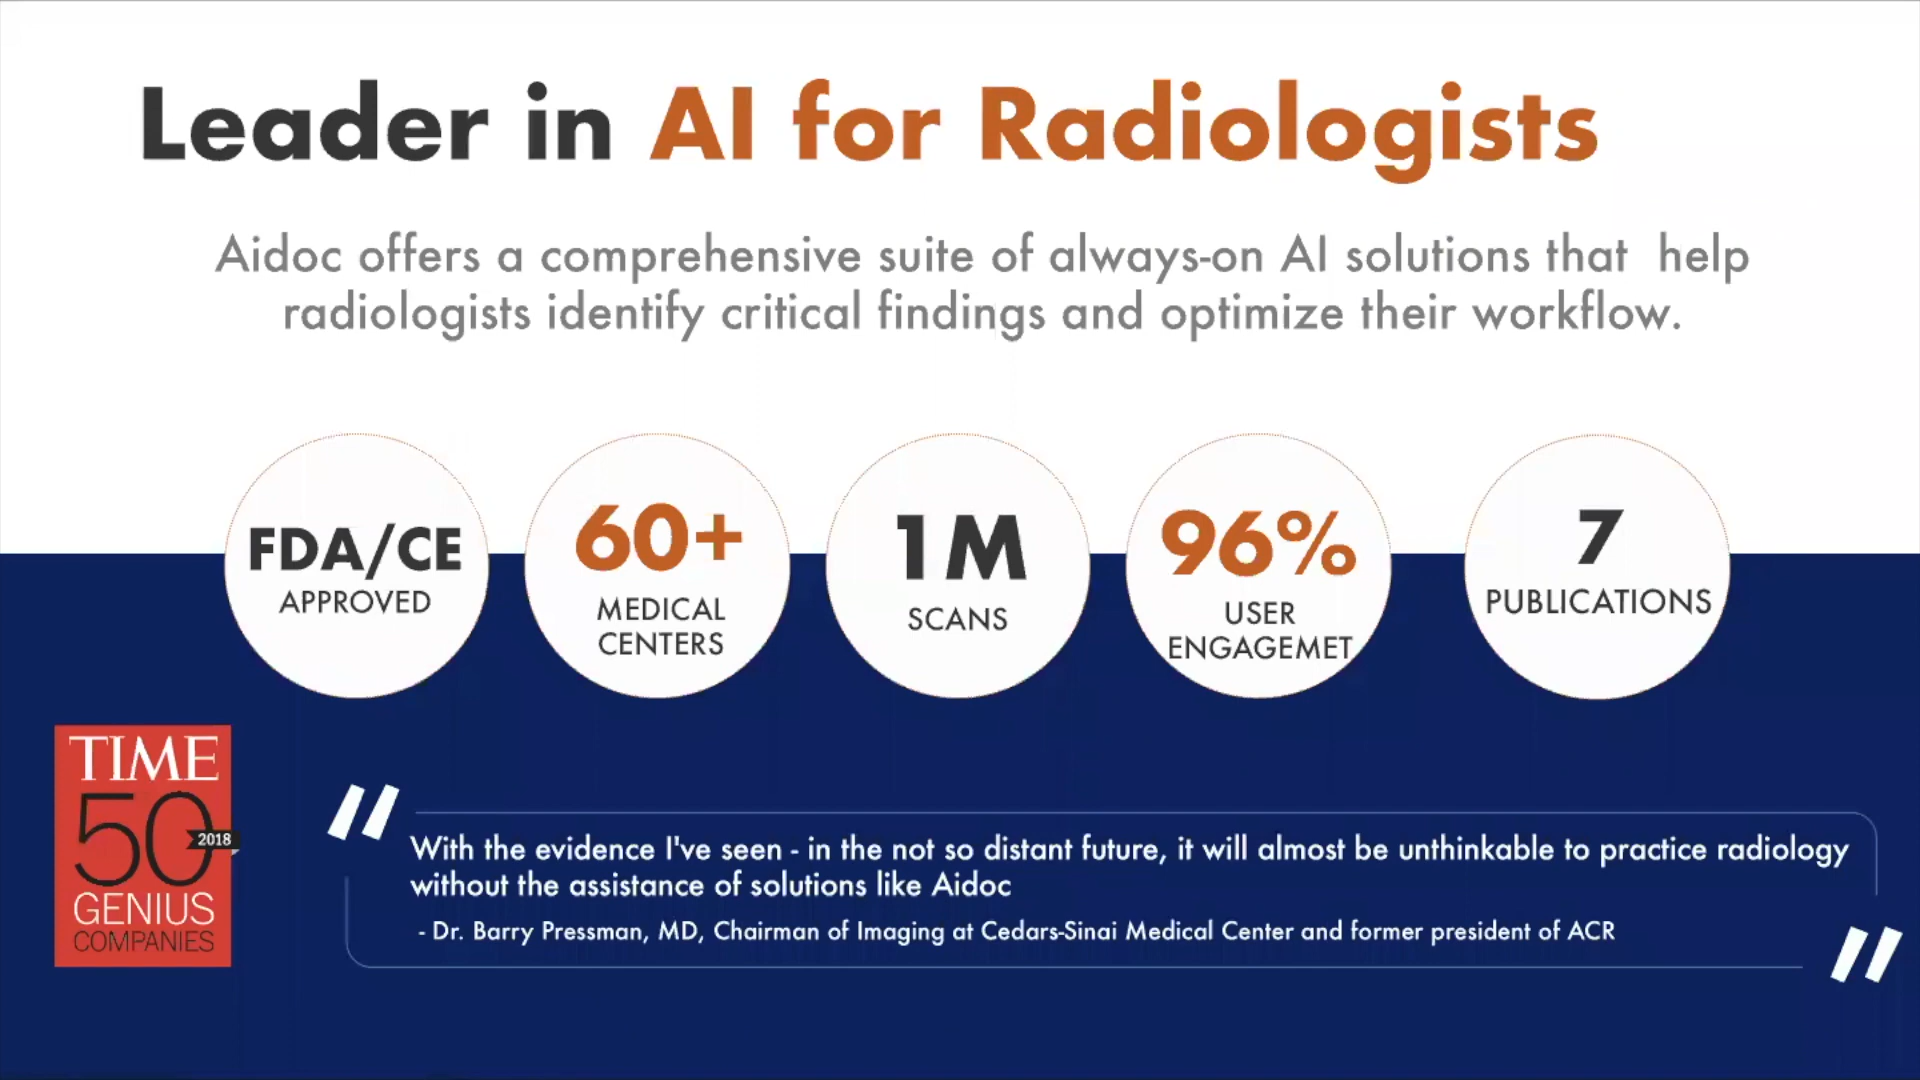 Leader in AI for Radiologists
Aidoc offers a comprehensive suite of always-on AI solutions that help
radiologists identify critical findings and optimize their workflow.
FDA/CE
APPROVED
60+
MEDICAL
CENTERS
1M
SCANS
96%
USER
ENGAGEMET
7
PUBLICATIONS
TIME
50
2018
GENIUS
COMPANIES
"
With the evidence I've seen - in the not so distant future, it will almost be unthinkable to practice radiology
without the assistance of solutions like Aidoc
- Dr. Barry Pressman, MD, Chairman of Imaging at Cedars-Sinai Medical Center and former president of ACR
"